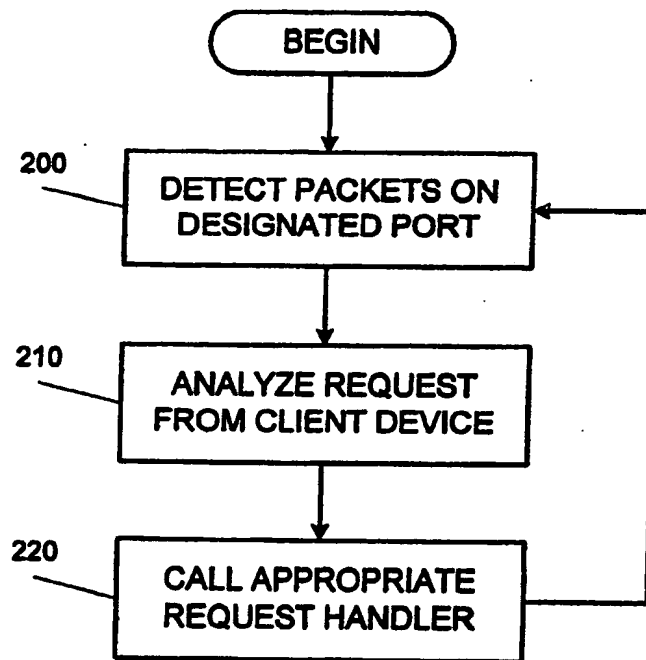 BEGIN
200
DETECT PACKETS ON
DESIGNATED PORT
210
ANALYZE REQUEST
FROM CLIENT DEVICE
220
CALL APPROPRIATE
REQUEST HANDLER